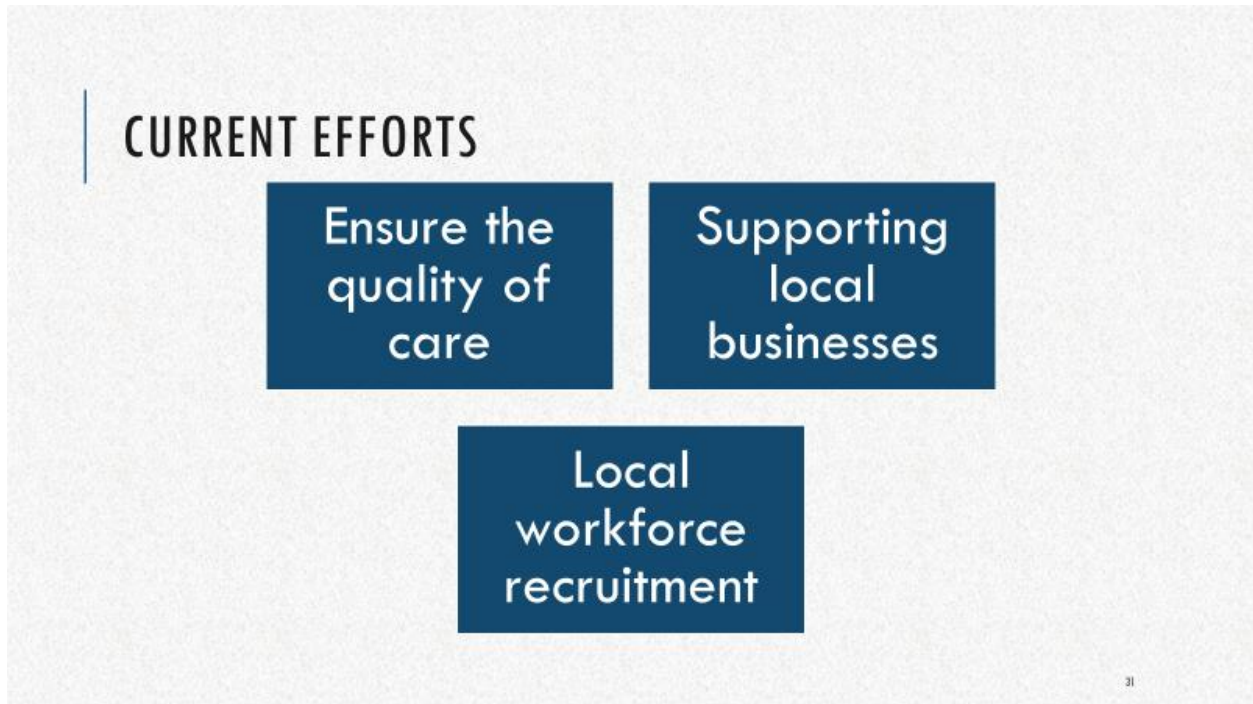 CURRENT EFFORTS
Ensure the
quality of
care
Supporting
local
businesses
Local
workforce
recruitment
31